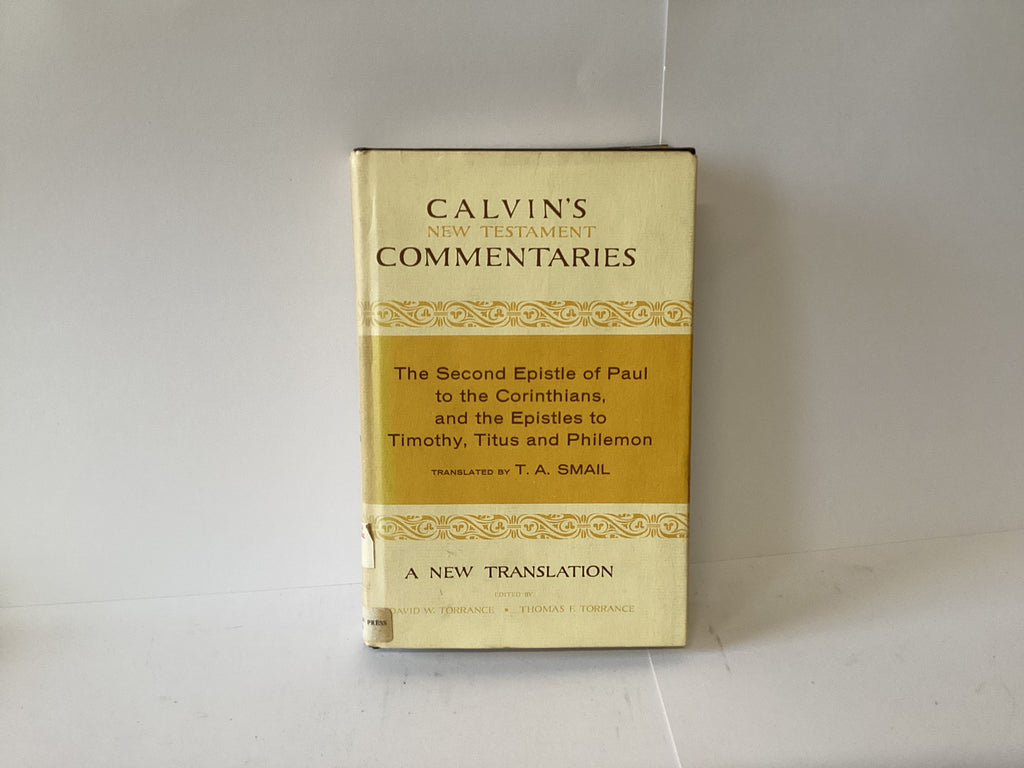 CALVIN'S
NEW TESTAMENT
COMMENTARIES
The Second Epistle of Paul
to the Corinthians,
and the Epistles to
Timothy, Titus and Philemon
TRANSLATED BY T. A. SMAIL
A NEW TRANSLATION
EDITED BY
DAVID W. TORRANCE • THOMAS F. TORRANCE
PRESS